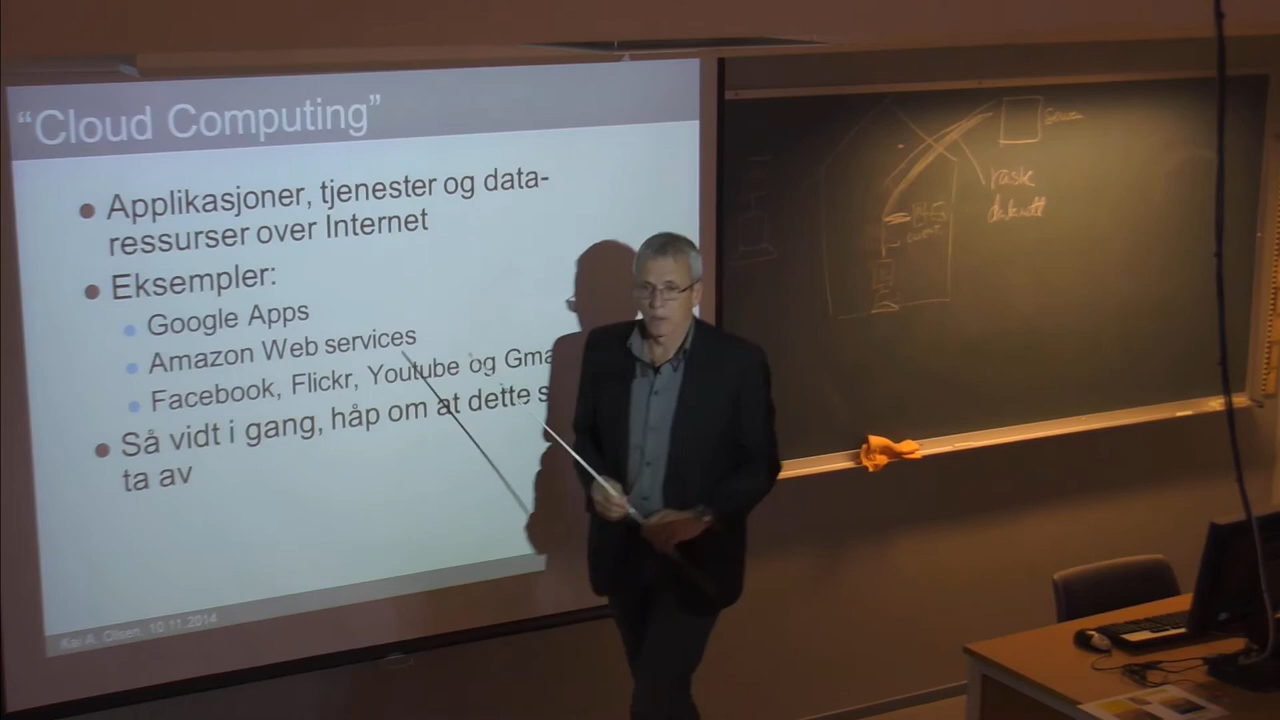 “Cloud Computing”
Applikasjoner, tjenester og data-
ressurser over Internet
Eksempler:
Google Apps
Amazon Web services
Facebook, Flickr, Youtube og Gma
Så vidt i gang, håp om at dette s
ta av
Kai A. Olsen, 10.11.2014
rask